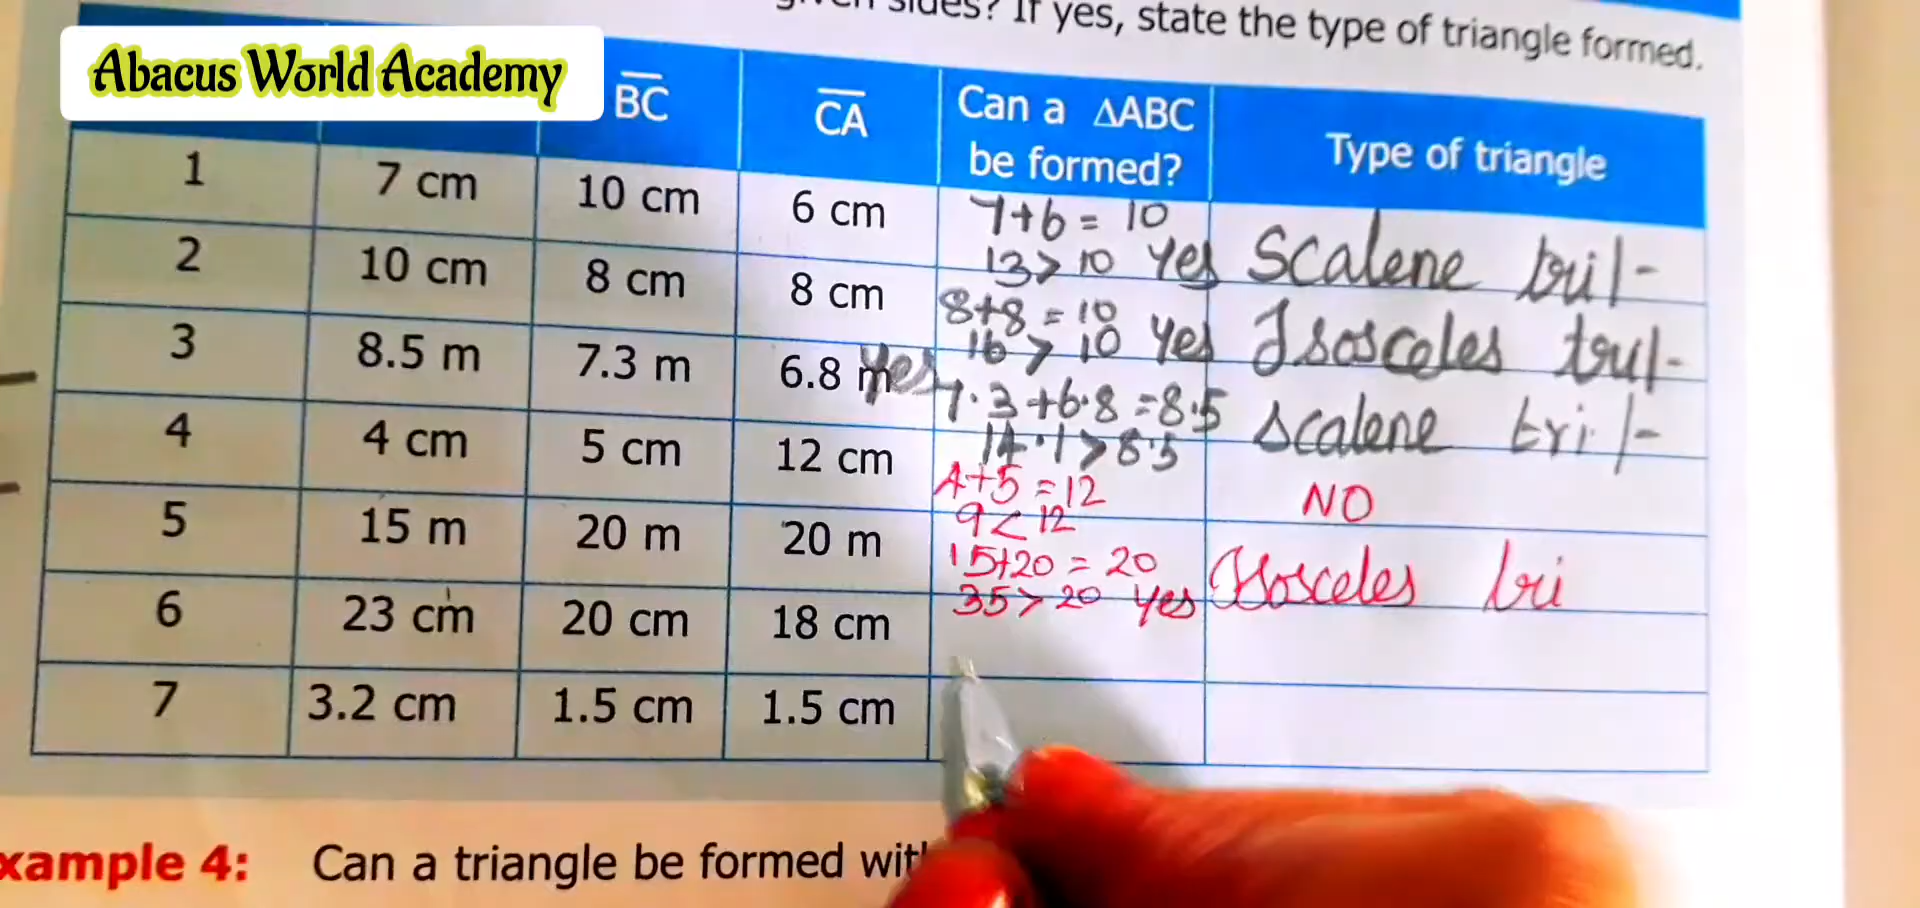 given sides? If yes, state the type of triangle formed.
Abacus World Academy
BC CA Can a ΔABC be formed? Type of triangle
1 7 cm 10 cm 6 cm 7+6 = 10 Scalene tril-
13 > 10 Yes
2 10 cm 8 cm 8 cm 8+8 = 10 Isosceles tril-
16 > 10 Yes
3 8.5 m 7.3 m 6.8 m Yes 7.3+6.8 =8.5 Scalene tri l-
14.1>8.5
4 4 cm 5 cm 12 cm 4+5 =12 NO
9 < 12
5 15 m 20 m 20 m 15+20 = 20 Isosceles tri
35 > 20 Yes
6 23 cm 20 cm 18 cm
7 3.2 cm 1.5 cm 1.5 cm
xample 4: Can a triangle be formed wit